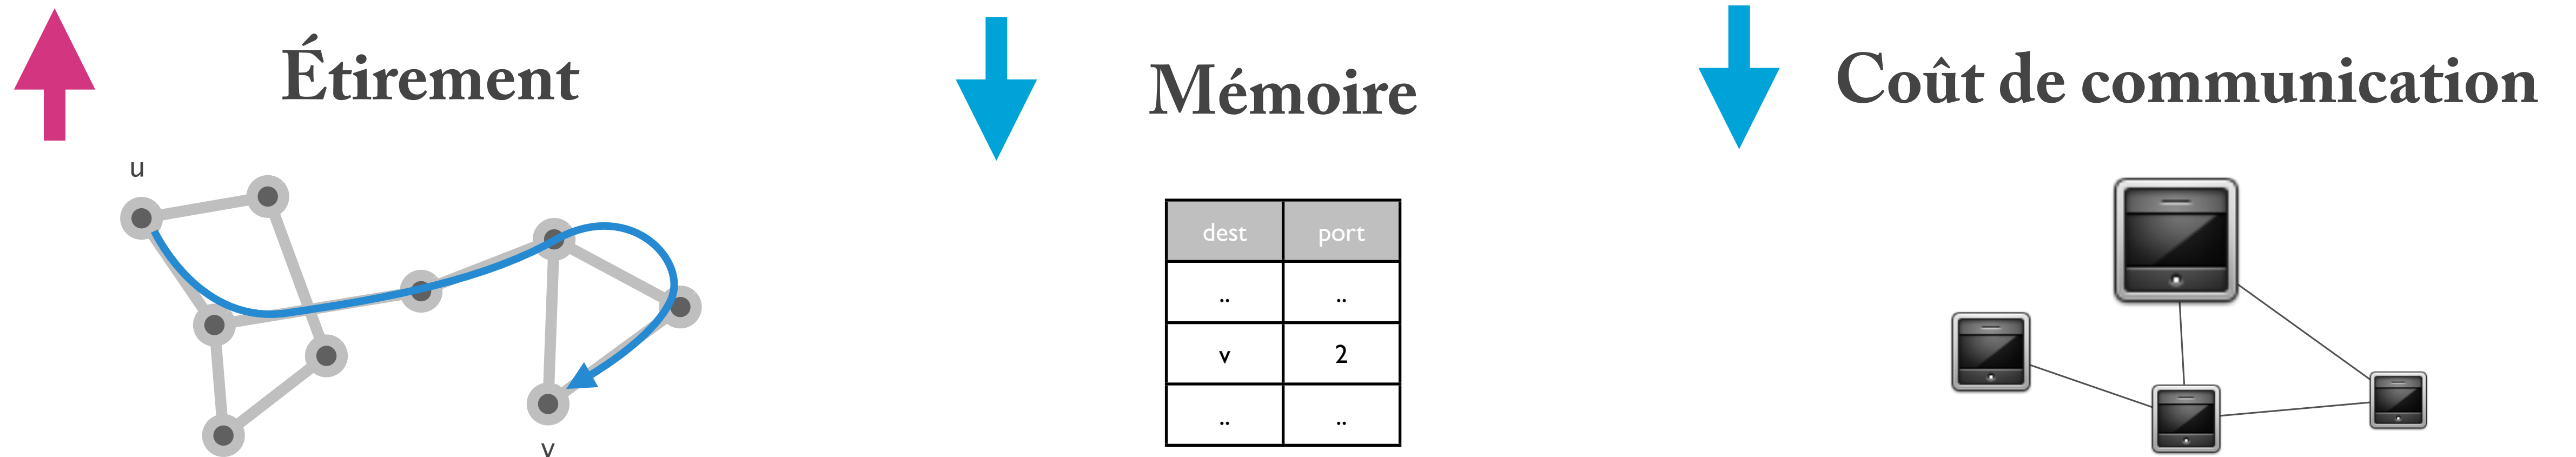 Étirement
u
v
Mémoire
dest port
.. ..
v 2
.. ..
Coût de communication